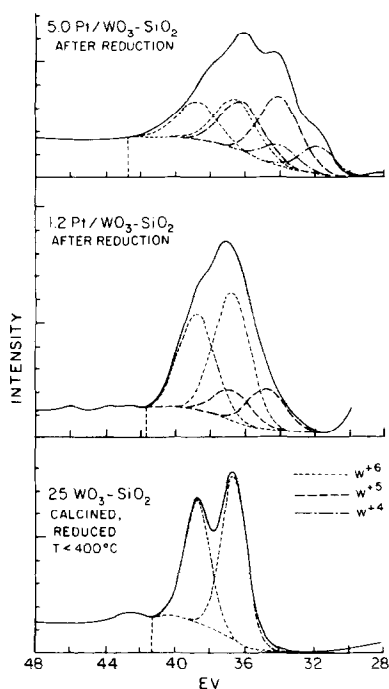 5.0 Pt/WO3-SiO2
AFTER REDUCTION
1.2 Pt/WO3-SiO2
AFTER REDUCTION
INTENSITY
25 WO3-SiO2
CALCINED,
REDUCED
T<400°C
W+6
W+5
W+4
48 44 40 36 32 28
EV